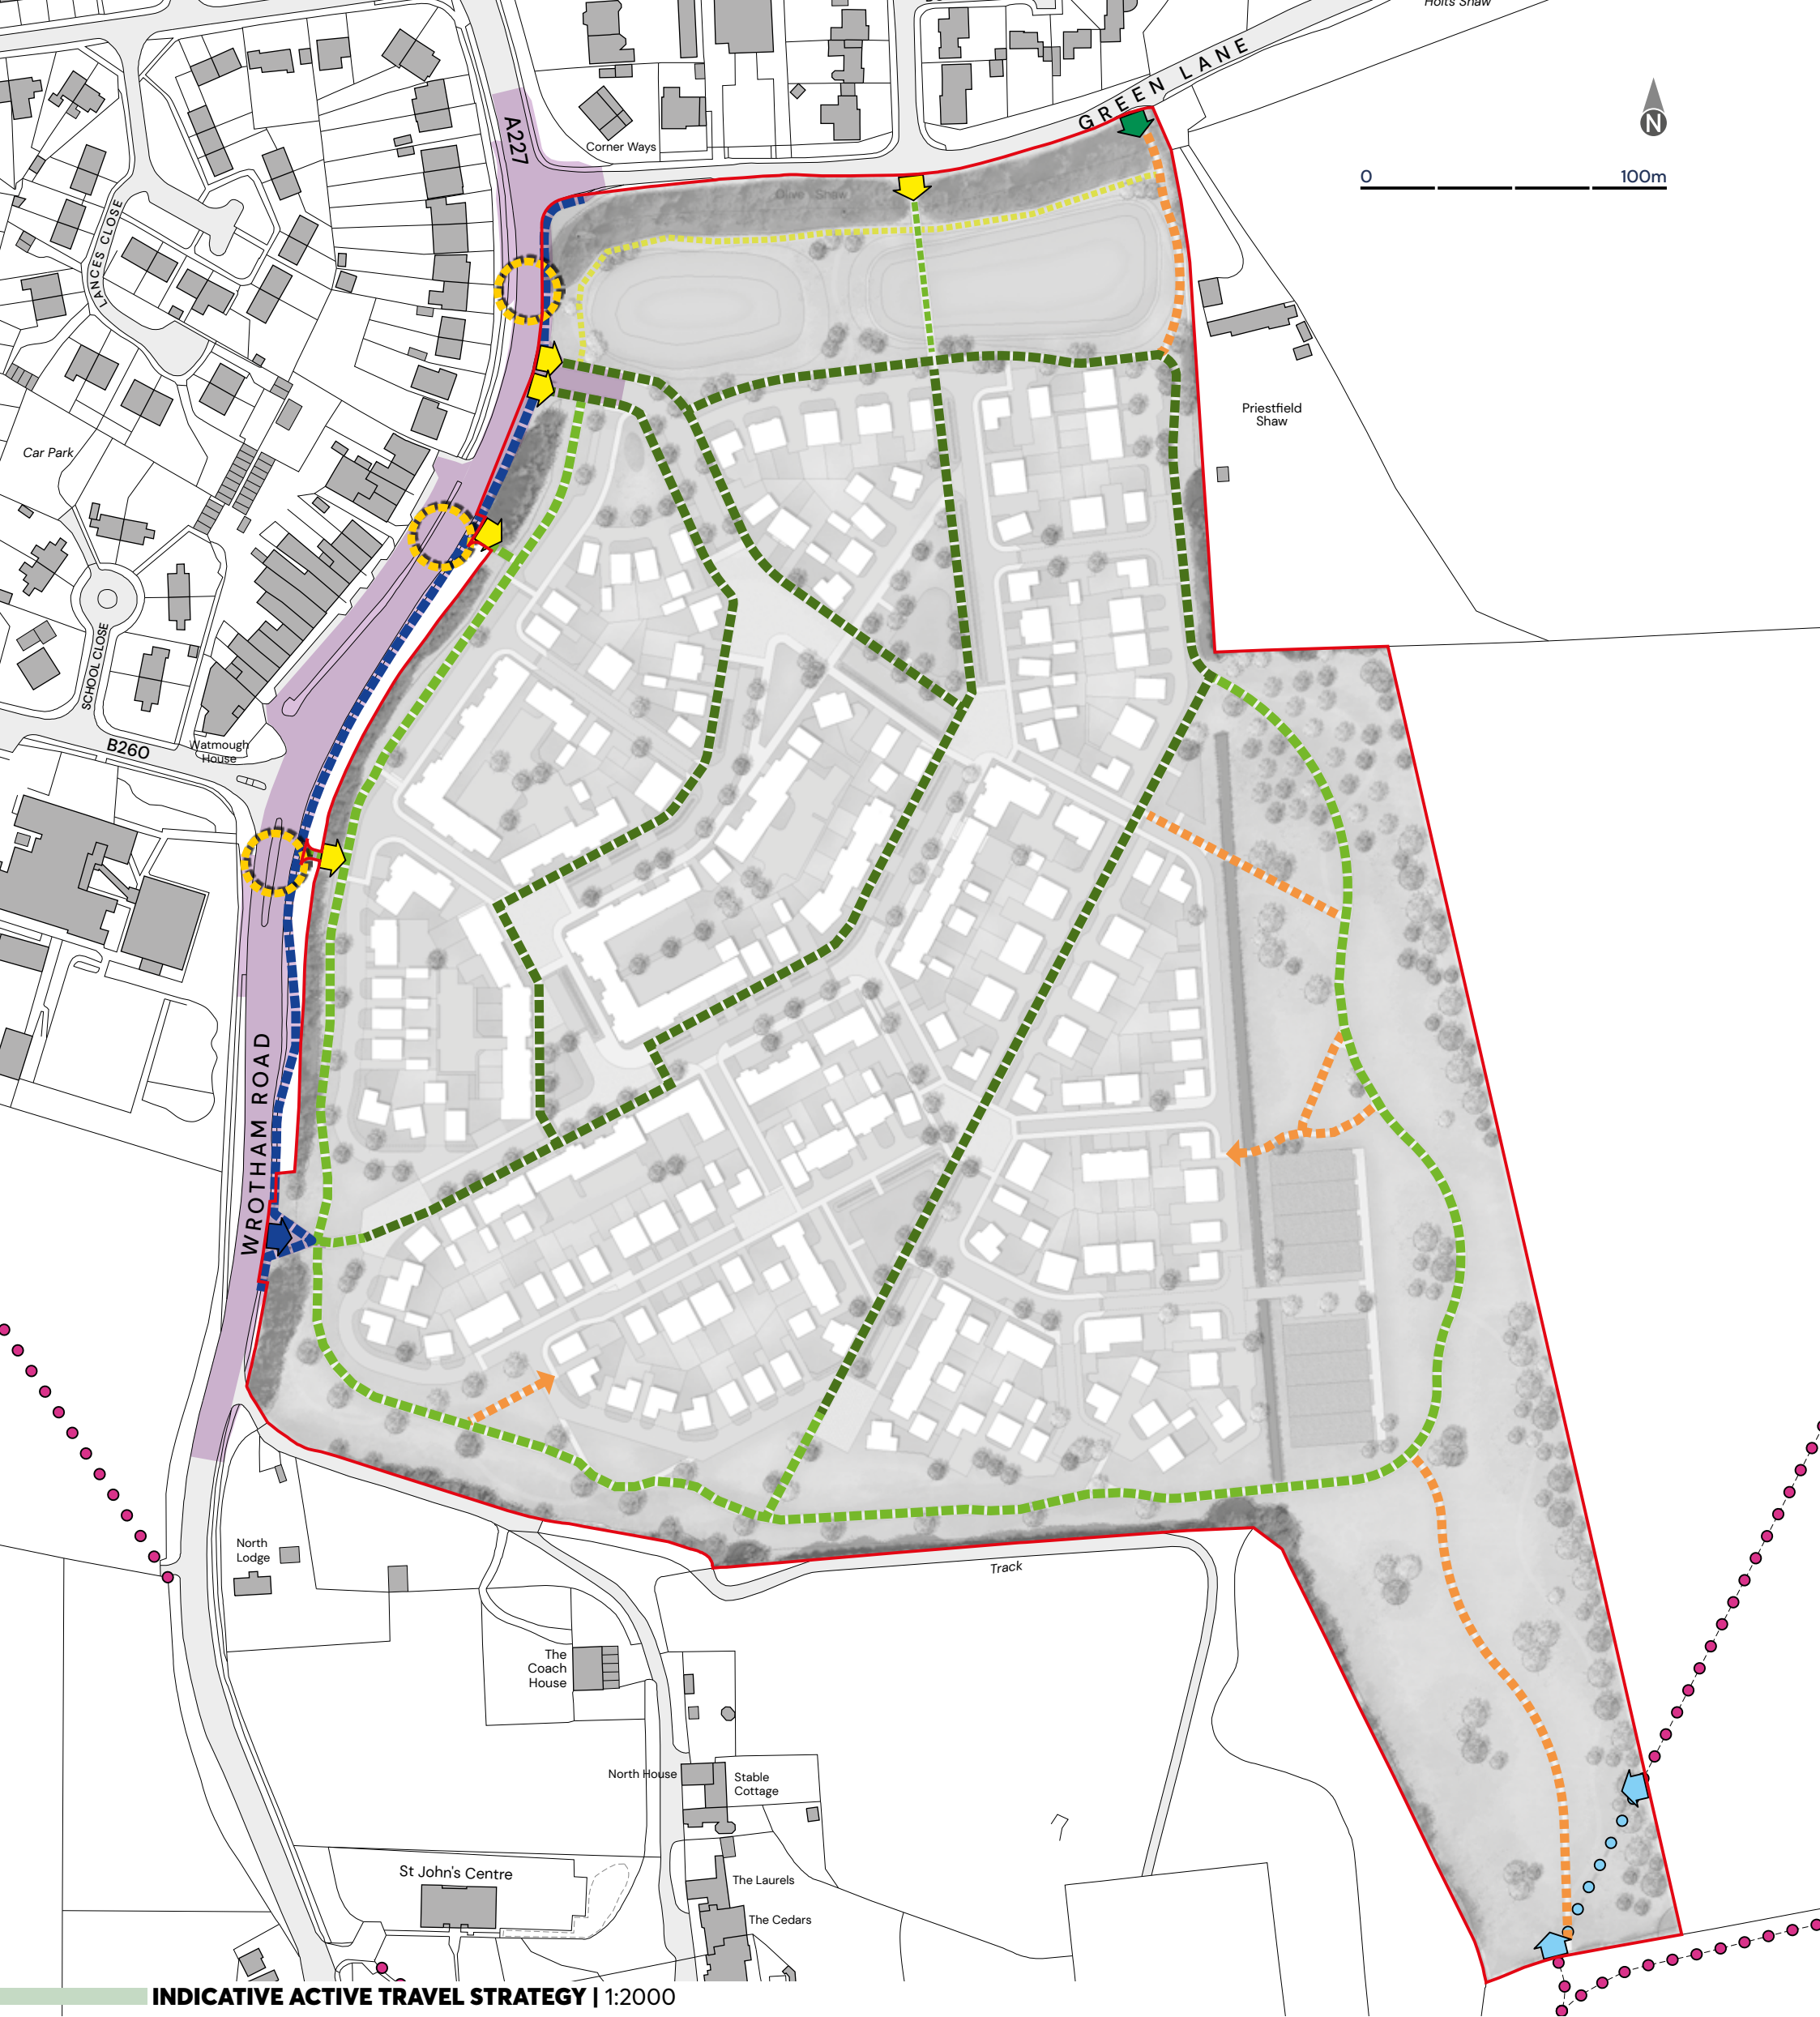 Holts Shaw
GREEN LANE
A227
Corner Ways
N
0 100m
Olive Shaw
LANCES CLOSE
Priestfield
Shaw
Car Park
SCHOOL CLOSE
B260
Watmough
House
WROTHAM ROAD
North
Lodge
Track
The
Coach
House
North House
Stable
Cottage
St John's Centre
The Laurels
The Cedars
INDICATIVE ACTIVE TRAVEL STRATEGY | 1:2000